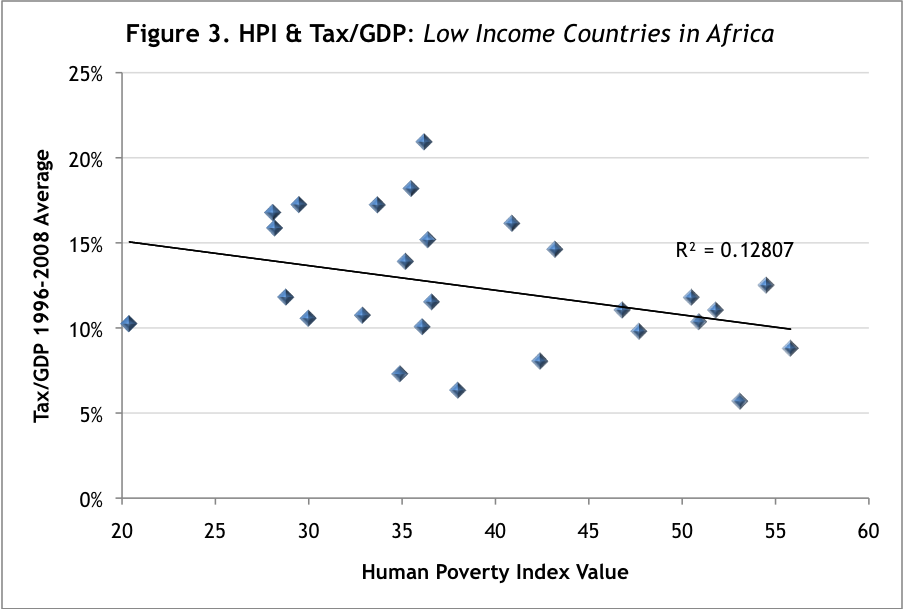 Figure 3. HPI & Tax/GDP: Low Income Countries in Africa
25%
20%
15%
10%
5%
0%
Tax/GDP 1996-2008 Average
R² = 0.12807
20 25 30 35 40 45 50 55 60
Human Poverty Index Value